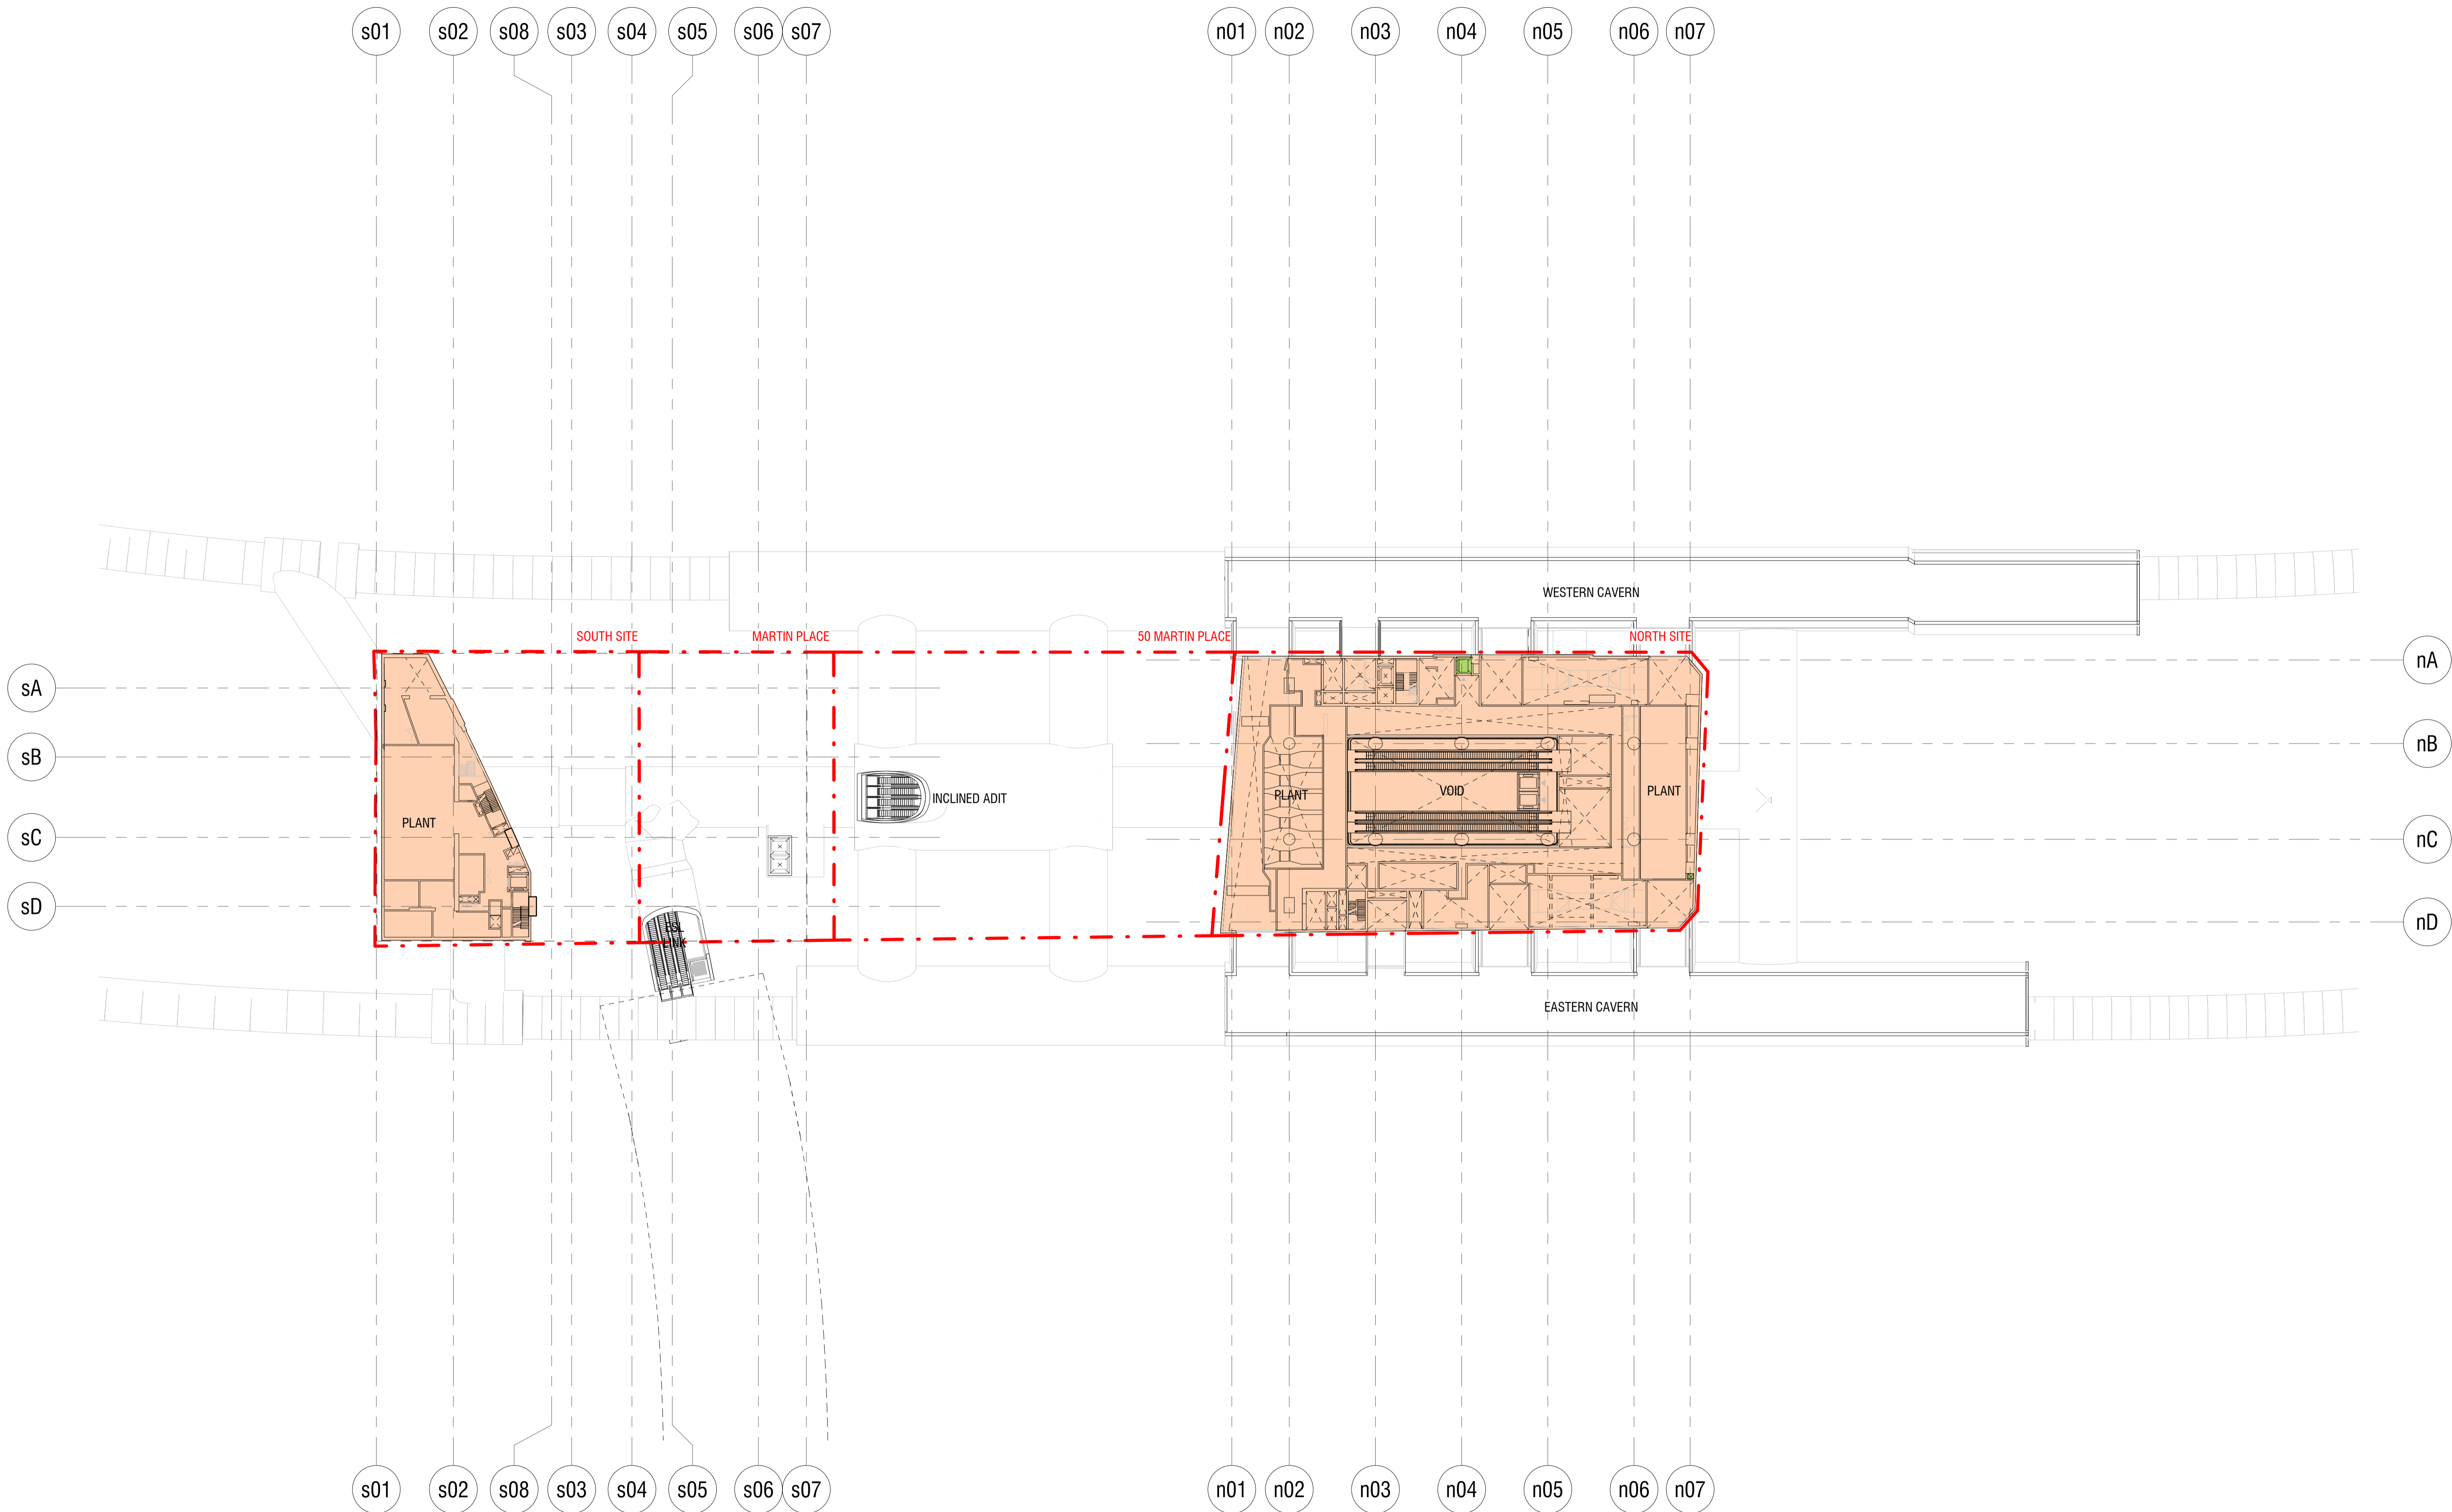 s01 s02 s08 s03 s04 s05 s06 s07 n01 n02 n03 n04 n05 n06 n07
WESTERN CAVERN
SOUTH SITE MARTIN PLACE 50 MARTIN PLACE NORTH SITE
nA
sA
nB
sB
PLANT VOID PLANT
INCLINED ADIT
PLANT
sC
nC
sD
nD
ESL
LINK
EASTERN CAVERN
s01 s02 s08 s03 s04 s05 s06 s07 n01 n02 n03 n04 n05 n06 n07